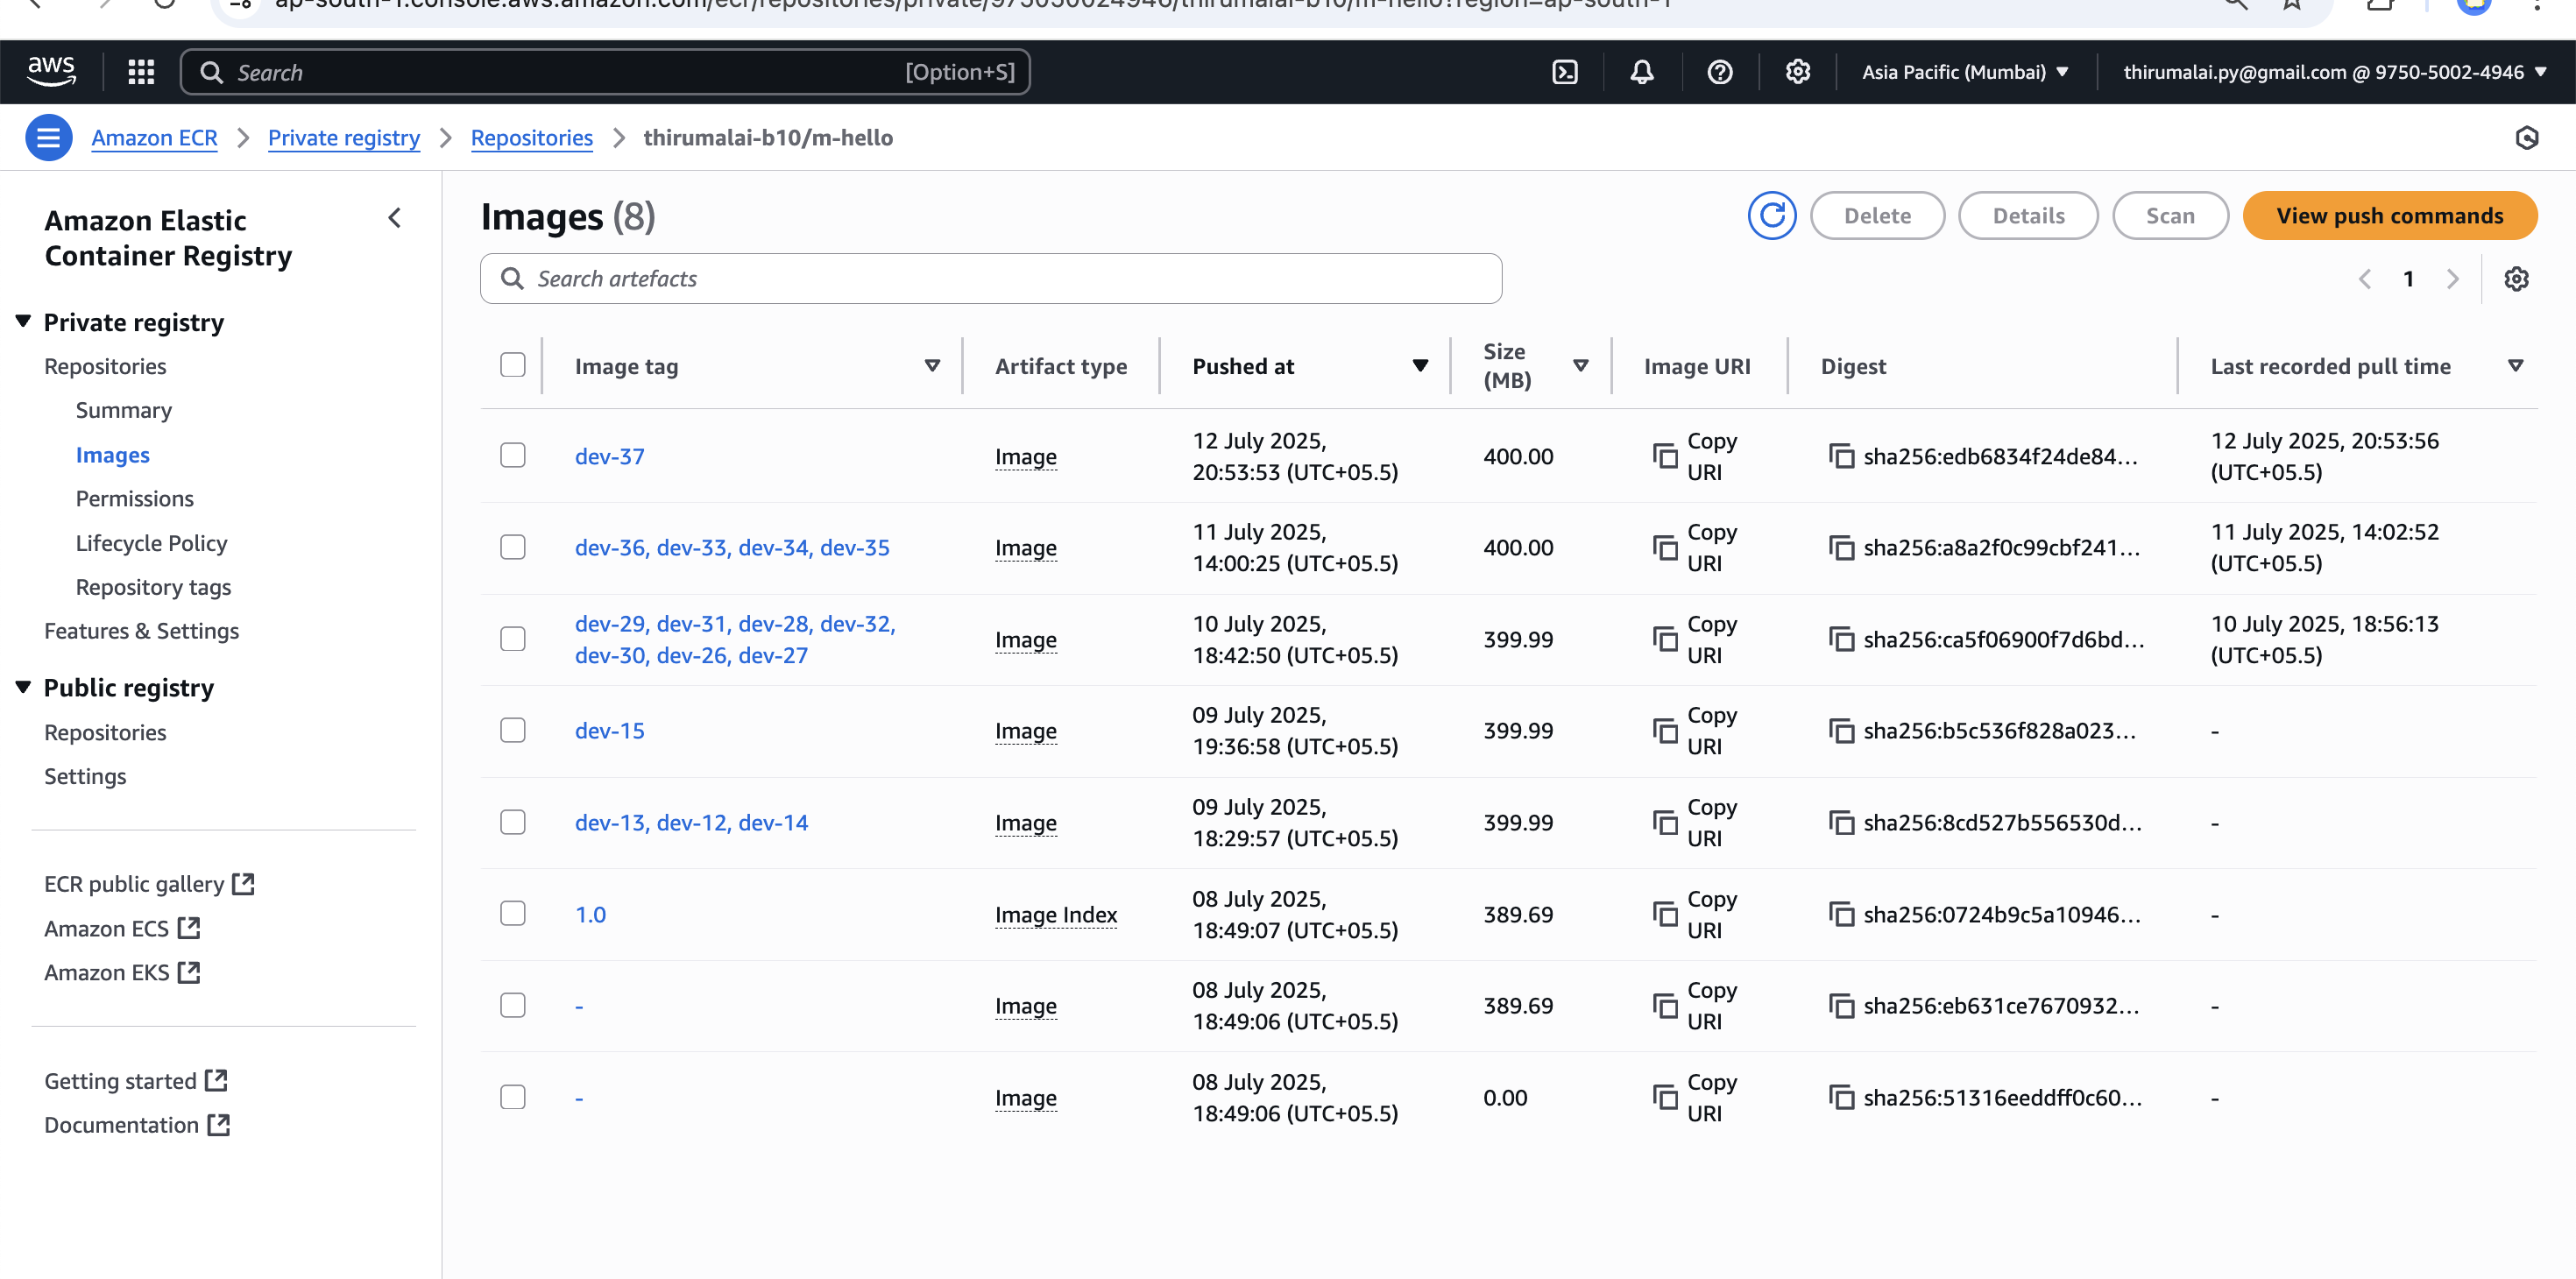 ap-south-1.console.aws.amazon.com/ecr/repositories/private/975050024946/thirumalai-b10/m-hello?region=ap-south-1
aws
Search
[Option+S]
Asia Pacific (Mumbai)
thirumalai.py@gmail.com @ 9750-5002-4946
Amazon ECR
Private registry
Repositories
thirumalai-b10/m-hello
Amazon Elastic
Container Registry
Private registry
Repositories
Summary
Images
Permissions
Lifecycle Policy
Repository tags
Features & Settings
Public registry
Repositories
Settings
ECR public gallery
Amazon ECS
Amazon EKS
Getting started
Documentation
Images (8)
Delete
Details
Scan
View push commands
Search artefacts
1
Image tag
Artifact type
Pushed at
Size
(MB)
Image URI
Digest
Last recorded pull time
dev-37
Image
12 July 2025,
20:53:53 (UTC+05.5)
400.00
Copy
URI
sha256:edb6834f24de84...
12 July 2025, 20:53:56
(UTC+05.5)
dev-36, dev-33, dev-34, dev-35
Image
11 July 2025,
14:00:25 (UTC+05.5)
400.00
Copy
URI
sha256:a8a2f0c99cbf241...
11 July 2025, 14:02:52
(UTC+05.5)
dev-29, dev-31, dev-28, dev-32,
dev-30, dev-26, dev-27
Image
10 July 2025,
18:42:50 (UTC+05.5)
399.99
Copy
URI
sha256:ca5f06900f7d6bd...
10 July 2025, 18:56:13
(UTC+05.5)
dev-15
Image
09 July 2025,
19:36:58 (UTC+05.5)
399.99
Copy
URI
sha256:b5c536f828a023...
-
dev-13, dev-12, dev-14
Image
09 July 2025,
18:29:57 (UTC+05.5)
399.99
Copy
URI
sha256:8cd527b556530d...
-
1.0
Image Index
08 July 2025,
18:49:07 (UTC+05.5)
389.69
Copy
URI
sha256:0724b9c5a10946...
-
-
Image
08 July 2025,
18:49:06 (UTC+05.5)
389.69
Copy
URI
sha256:eb631ce7670932...
-
-
Image
08 July 2025,
18:49:06 (UTC+05.5)
0.00
Copy
URI
sha256:51316eeddff0c60...
-